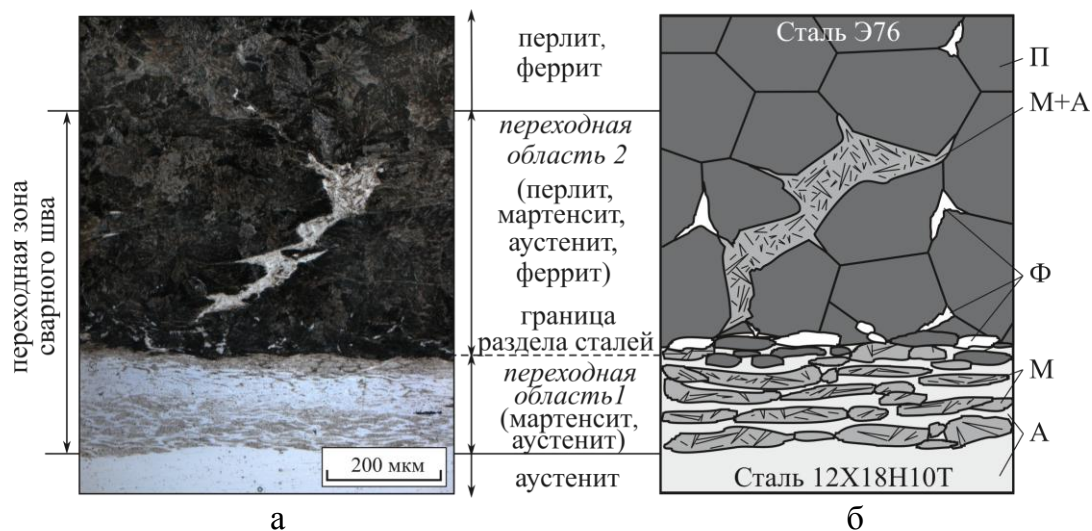 переходная зона
сварного шва
200 мкм
а
перлит,
феррит
переходная
область 2
(перлит,
мартенсит,
аустенит,
феррит)
граница
раздела сталей
переходная
область1
(мартенсит,
аустенит)
аустенит
Сталь Э76
Сталь 12Х18Н10Т
б
П
М+А
Ф
М
А